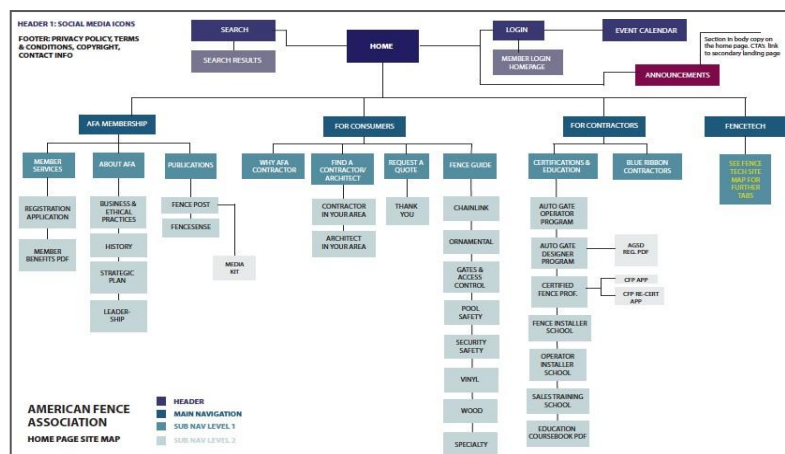 HEADER 1: SOCIAL MEDIA ICONS
FOOTER: PRIVACY POLICY, TERMS
& CONDITIONS, COPYRIGHT,
CONTACT INFO
SEARCH
SEARCH RESULTS
HOME
LOGIN
MEMBER LOGIN
HOMEPAGE
EVENT CALENDAR
Section in body copy on
the home page. CTA's link
to secondary landing page
ANNOUNCEMENTS
AFA MEMBERSHIP
FOR CONSUMERS
FOR CONTRACTORS
FENCETECH
MEMBER
SERVICES
ABOUT AFA
PUBLICATIONS
WHY AFA
CONTRACTOR
FIND A
CONTRACTOR/
ARCHITECT
REQUEST A
QUOTE
FENCE GUIDE
CERTIFICATIONS &
EDUCATION
BLUE RIBBON
CONTRACTORS
SEE FENCE
TECH SITE
MAP FOR
FURTHER
TABS
REGISTRATION
APPLICATION
MEMBER
BENEFITS PDF
BUSINESS &
ETHICAL
PRACTICES
HISTORY
STRATEGIC
PLAN
LEADER-
SHIP
FENCE POST
FENCESENSE
MEDIA
KIT
CONTRACTOR
IN YOUR AREA
ARCHITECT
IN YOUR AREA
THANK
YOU
CHAINLINK
ORNAMENTAL
GATES &
ACCESS
CONTROL
POOL
SAFETY
SECURITY
SAFETY
VINYL
WOOD
SPECIALTY
AUTO GATE
OPERATOR
PROGRAM
AUTO GATE
DESIGNER
PROGRAM
AGSD
REG. PDF
CERTIFIED
FENCE PROF.
CFP APP
CFP RE-CERT
APP
FENCE INSTALLER
SCHOOL
OPERATOR
INSTALLER
SCHOOL
SALES TRAINING
SCHOOL
EDUCATION
COURSEBOOK PDF
AMERICAN FENCE
ASSOCIATION
HOME PAGE SITE MAP
HEADER
MAIN NAVIGATION
SUB NAV LEVEL 1
SUB NAV LEVEL 2